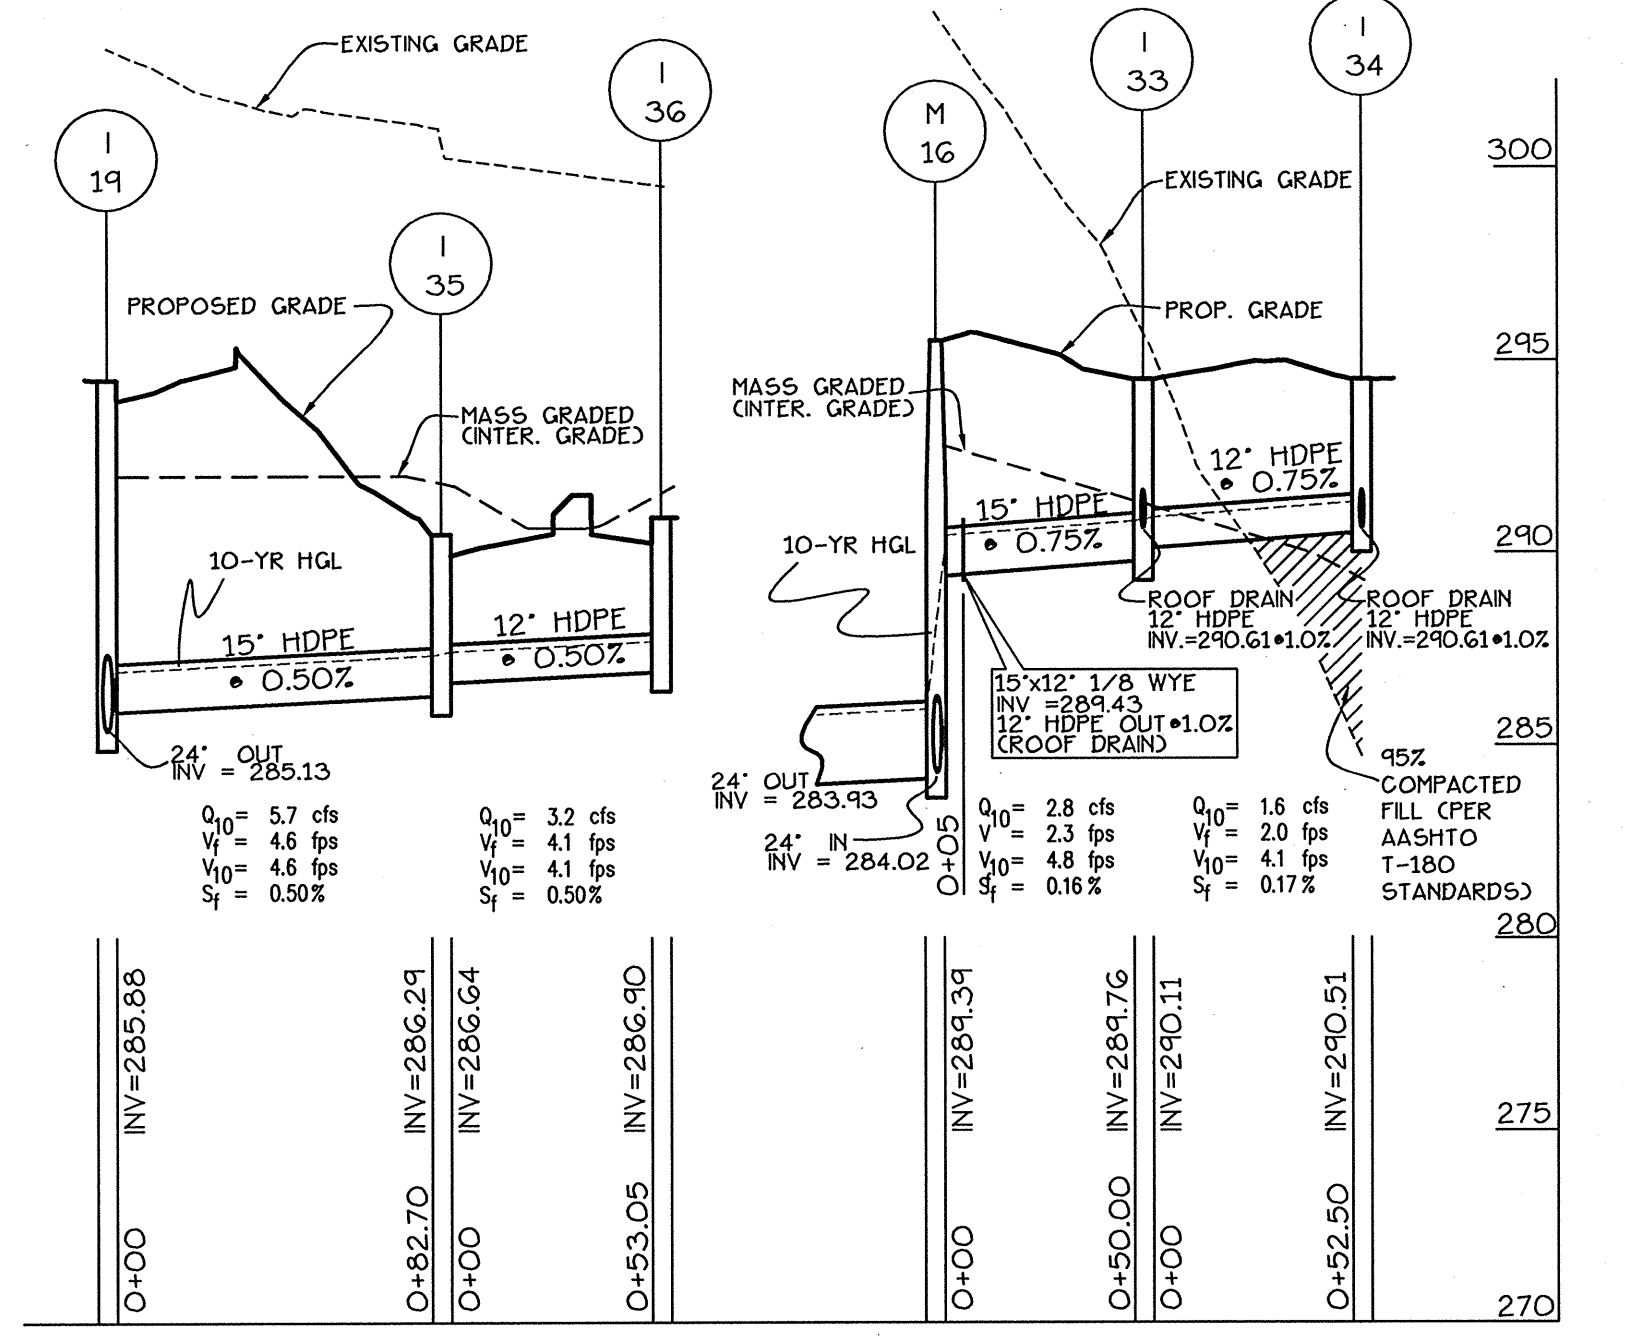 EXISTING GRADE
I
19
I
35
I
36
PROPOSED GRADE
MASS GRADED
(INTER. GRADE)
10-YR HGL
15" HDPE
@ 0.50%
12" HDPE
@ 0.50%
24" OUT
INV = 285.13
Q10= 5.7 cfs
Vf = 4.6 fps
V10= 4.6 fps
Sf = 0.50%
Q10= 3.2 cfs
Vf = 4.1 fps
V10= 4.1 fps
Sf = 0.50%
INV=285.88
INV=286.29
INV=286.64
INV=286.90
0+00
0+82.70
0+00
0+53.05
M
16
I
33
I
34
EXISTING GRADE
PROP. GRADE
MASS GRADED
(INTER. GRADE)
12" HDPE
@ 0.75%
15" HDPE
@ 0.75%
10-YR HGL
ROOF DRAIN
12" HDPE
INV.=290.61@1.0%
ROOF DRAIN
12" HDPE
INV.=290.61@1.0%
15"x12" 1/8 WYE
INV =289.43
12" HDPE OUT@1.0%
(ROOF DRAIN)
24" OUT
INV = 283.93
24" IN
INV = 284.02
0+05
Q10= 2.8 cfs
V = 2.3 fps
V10= 4.8 fps
Sf = 0.16%
Q10= 1.6 cfs
Vf = 2.0 fps
V10= 4.1 fps
Sf = 0.17%
95%
COMPACTED
FILL (PER
AASHTO
T-180
STANDARDS)
INV=289.39
INV=289.76
INV=290.11
INV=290.51
0+00
0+50.00
0+00
0+52.50
300
295
290
285
280
275
270